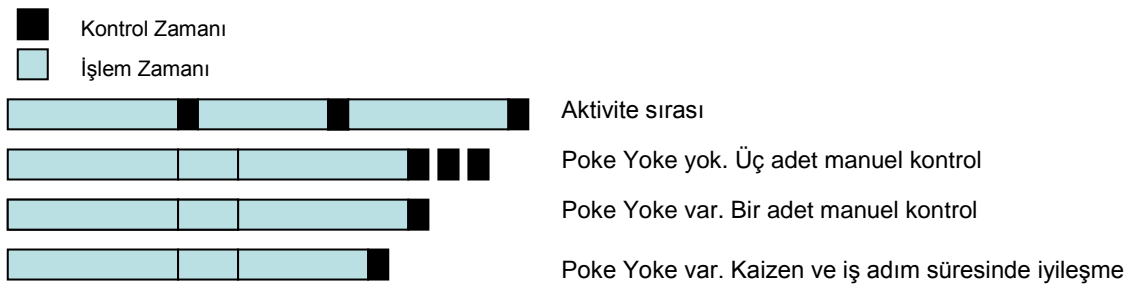 Kontrol Zamanı
İşlem Zamanı
Aktivite sırası
Poke Yoke yok. Üç adet manuel kontrol
Poke Yoke var. Bir adet manuel kontrol
Poke Yoke var. Kaizen ve iş adım süresinde iyileşme